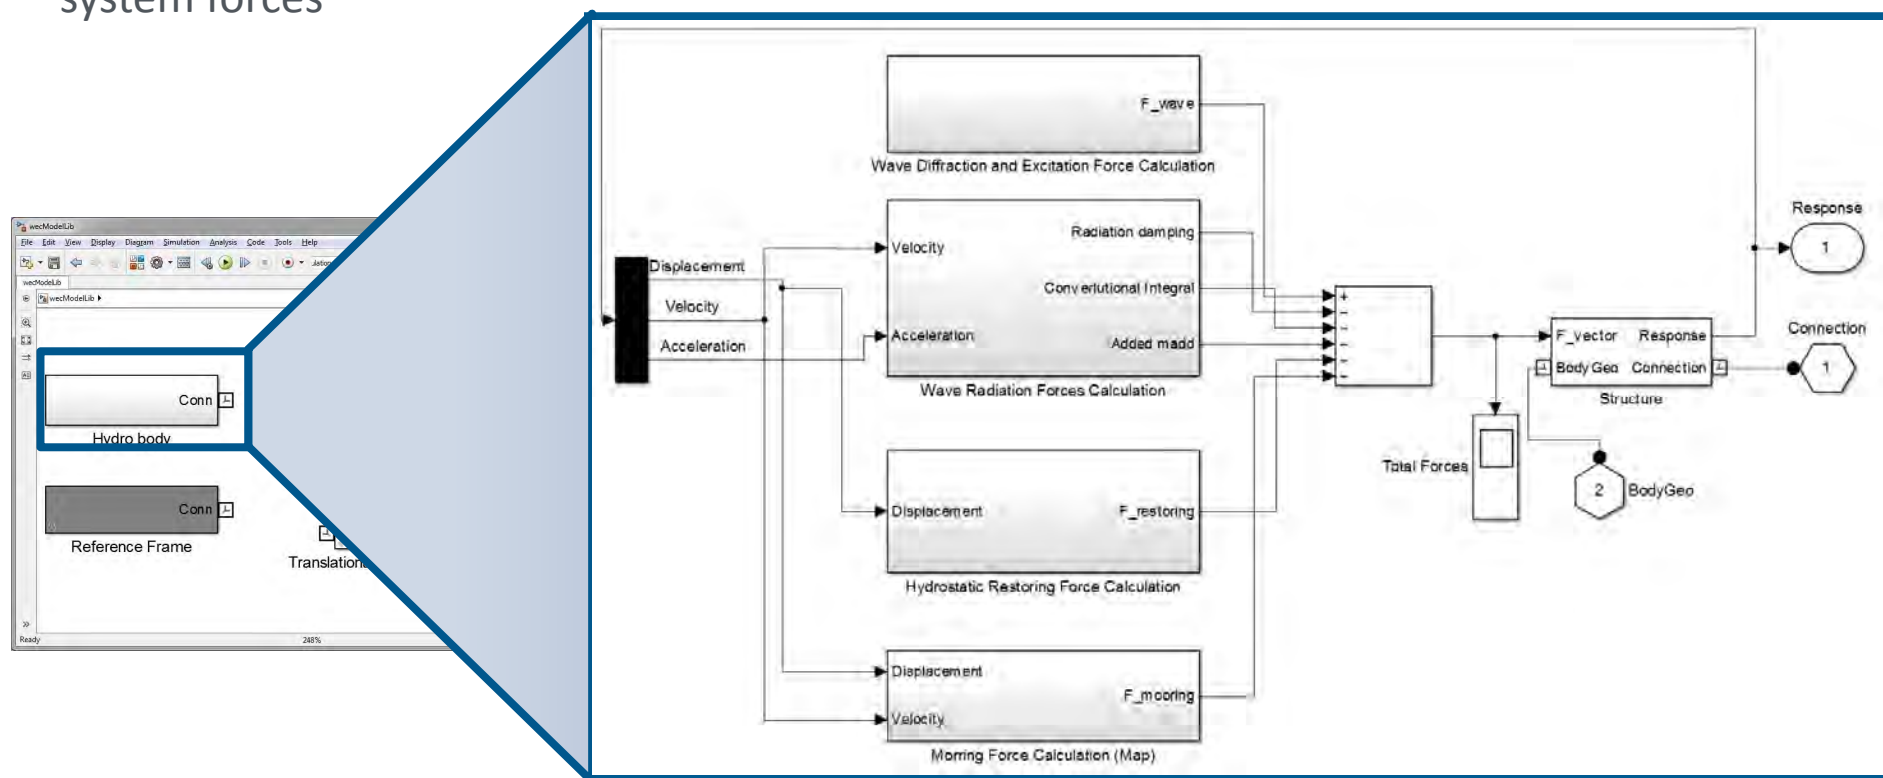 system forces
wecModelLib
File Edit View Display Diagram Simulation Analysis Code Tools Help
wecModelLib
wecModelLib
Conn
Hydro body
Conn
Reference Frame
Ready
248%
F_wave
Wave Diffraction and Excitation Force Calculation
Displacement
Velocity
Acceleration
Velocity
Acceleration
Radiation damping
Converlutional Integral
Added madd
Wave Radiation Forces Calculation
Displacement
F_restoring
Hydrostatic Restoring Force Calculation
Displacement
Velocity
F_mooring
Morring Force Calculation (Map)
+
-
-
-
-
-
Total Forces
F_vector Response
Body Geo Connection
Structure
2 BodyGeo
Response
1
Connection
1